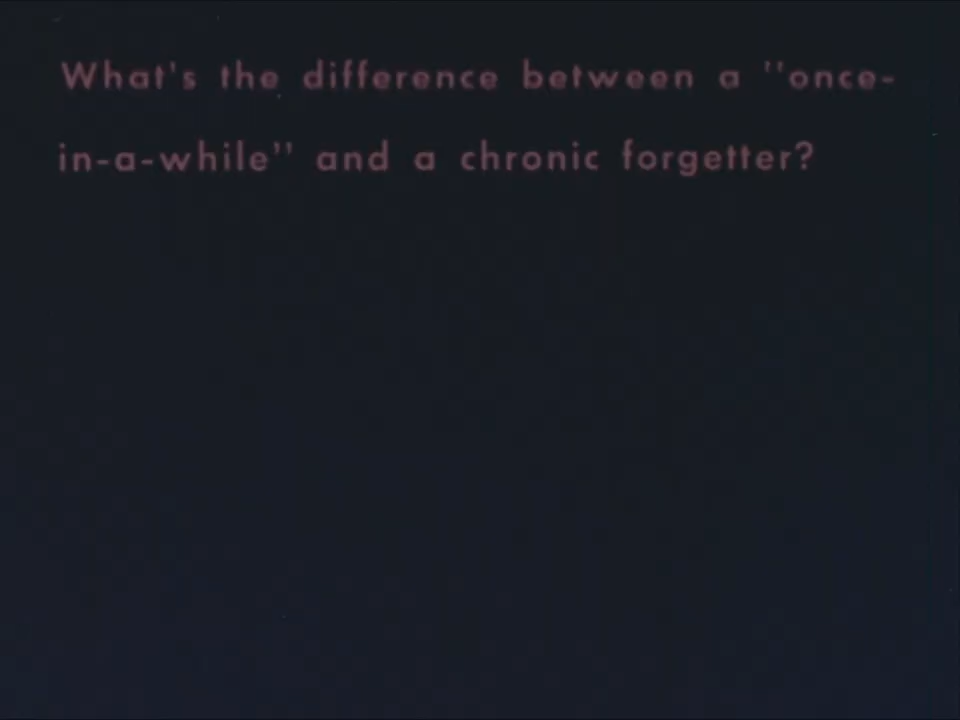 What's the difference between a "once-
in-a-while" and a chronic forgetter?